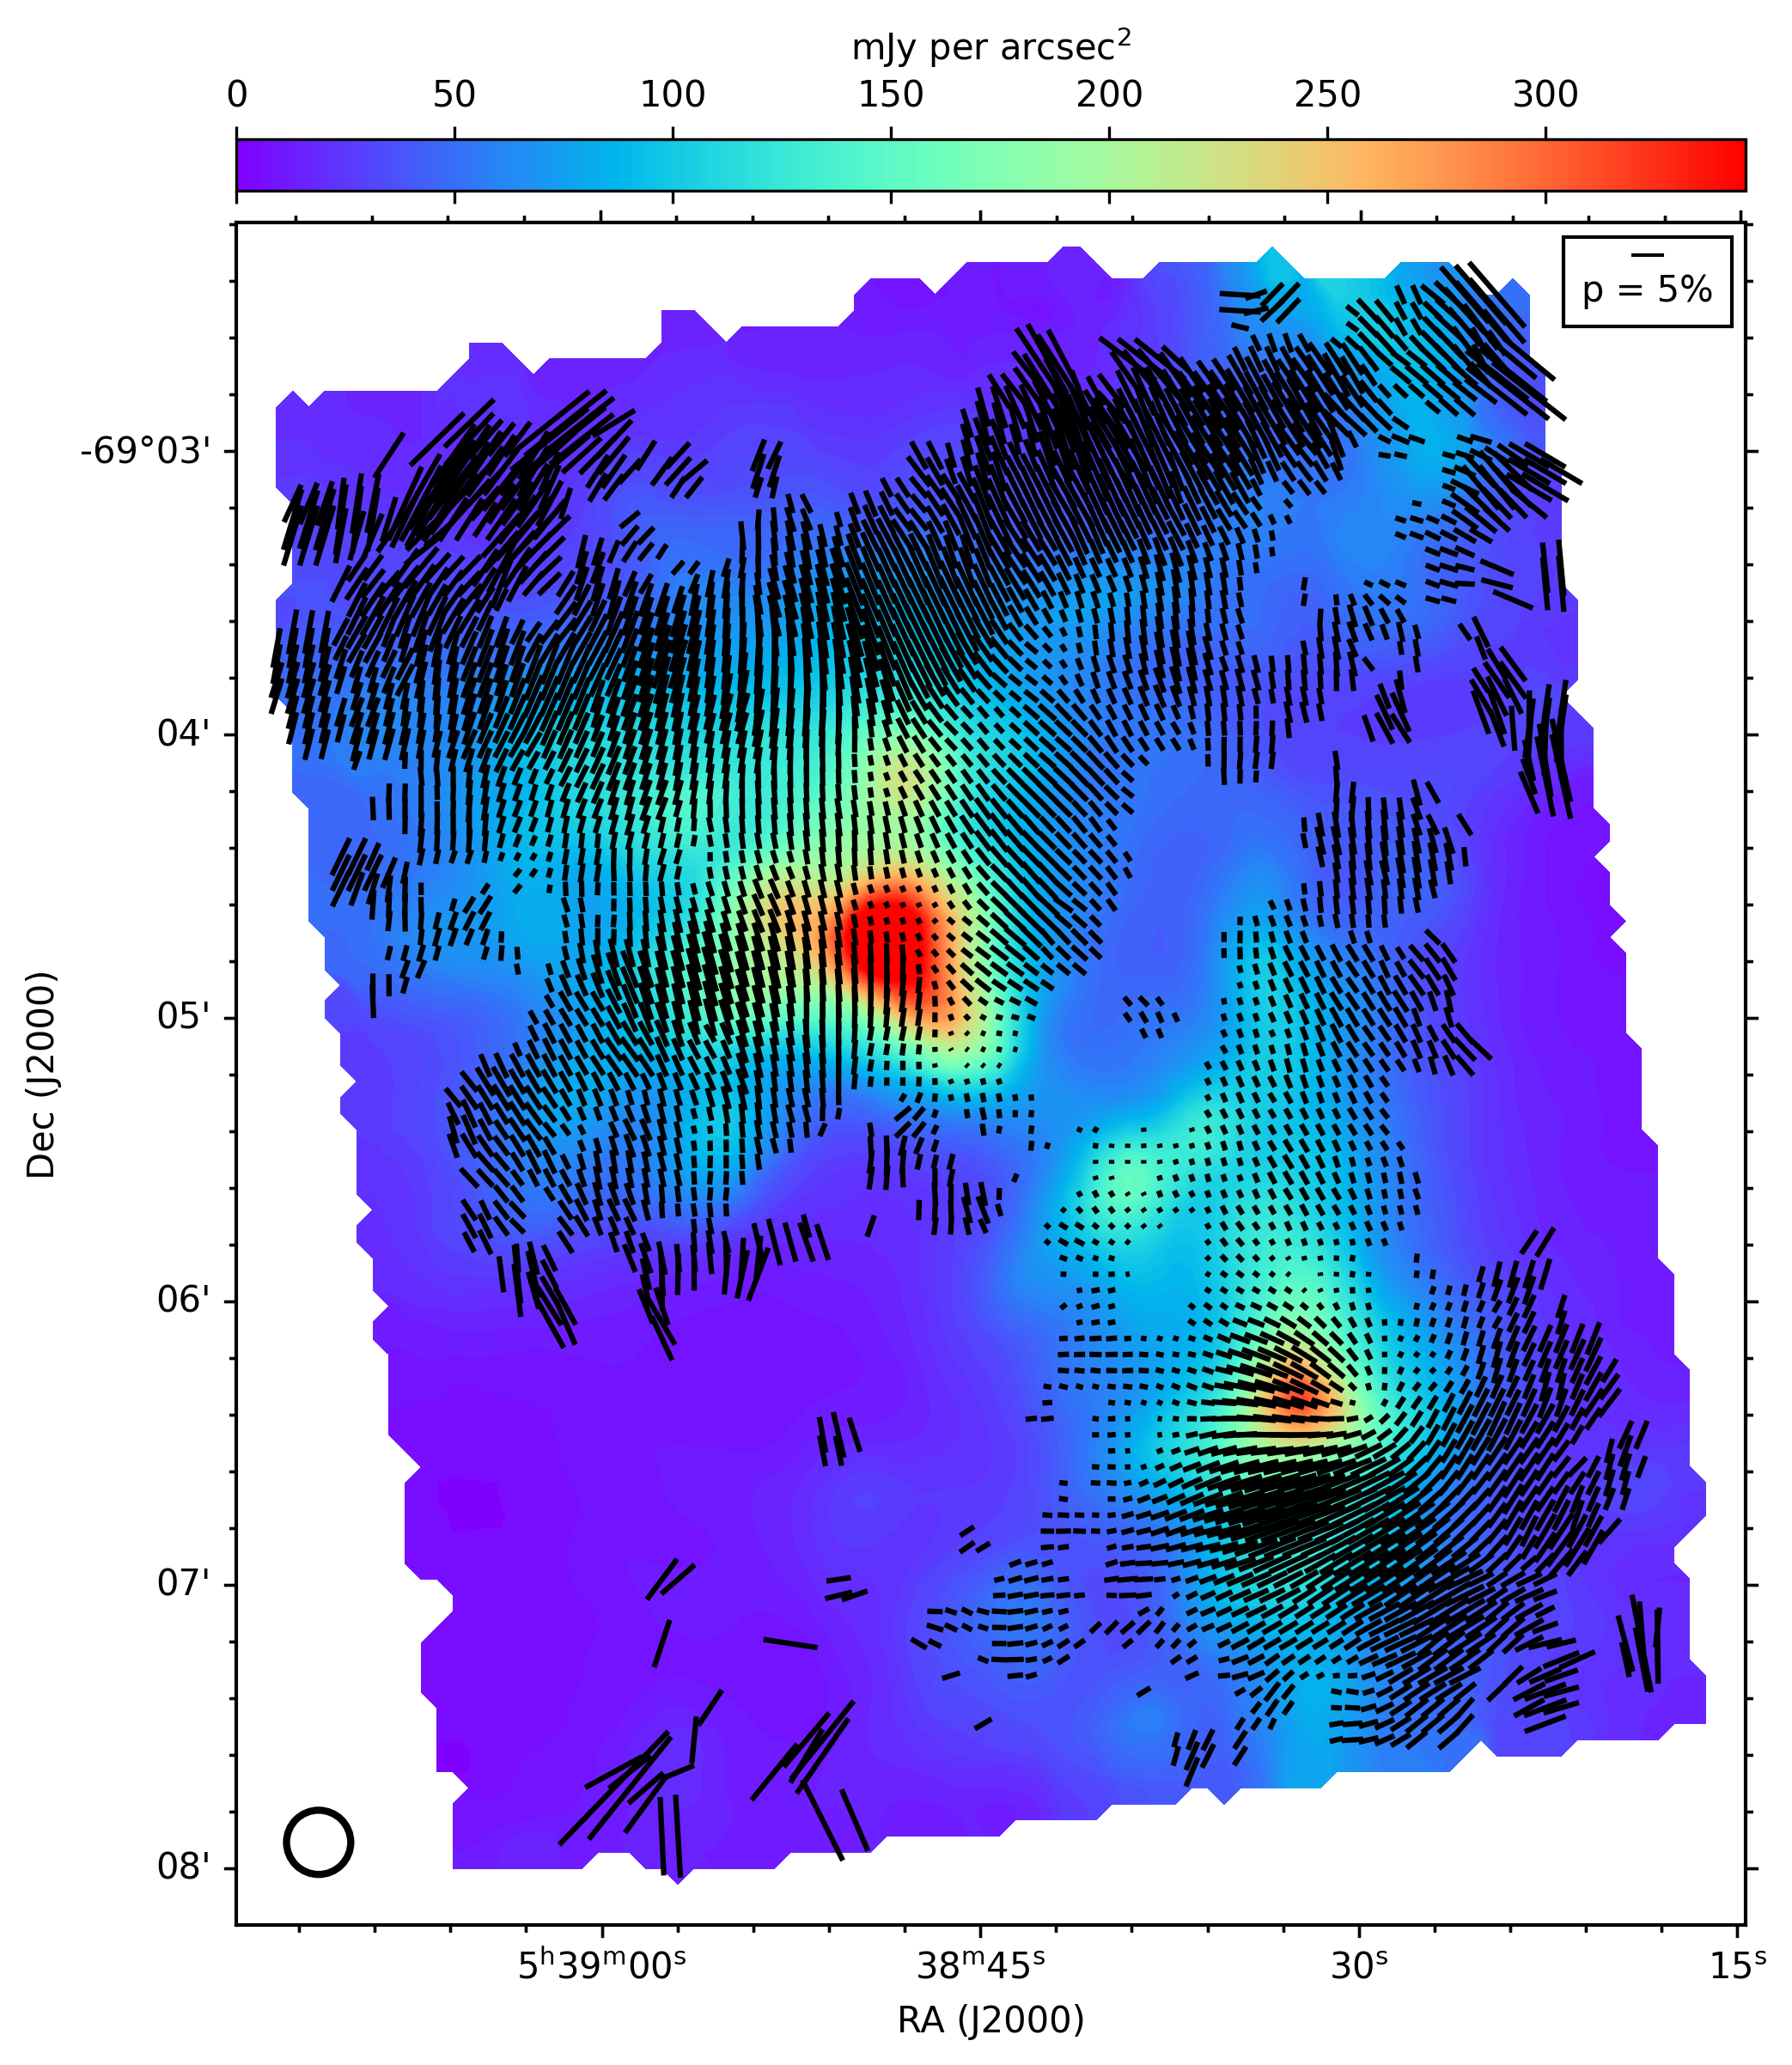 mJy per arcsec²
0 50 100 150 200 250 300
p = 5%
-69°03'
04'
05'
06'
07'
08'
Dec (J2000)
5ʰ39ᵐ00ˢ 38ᵐ45ˢ 30ˢ 15ˢ
RA (J2000)